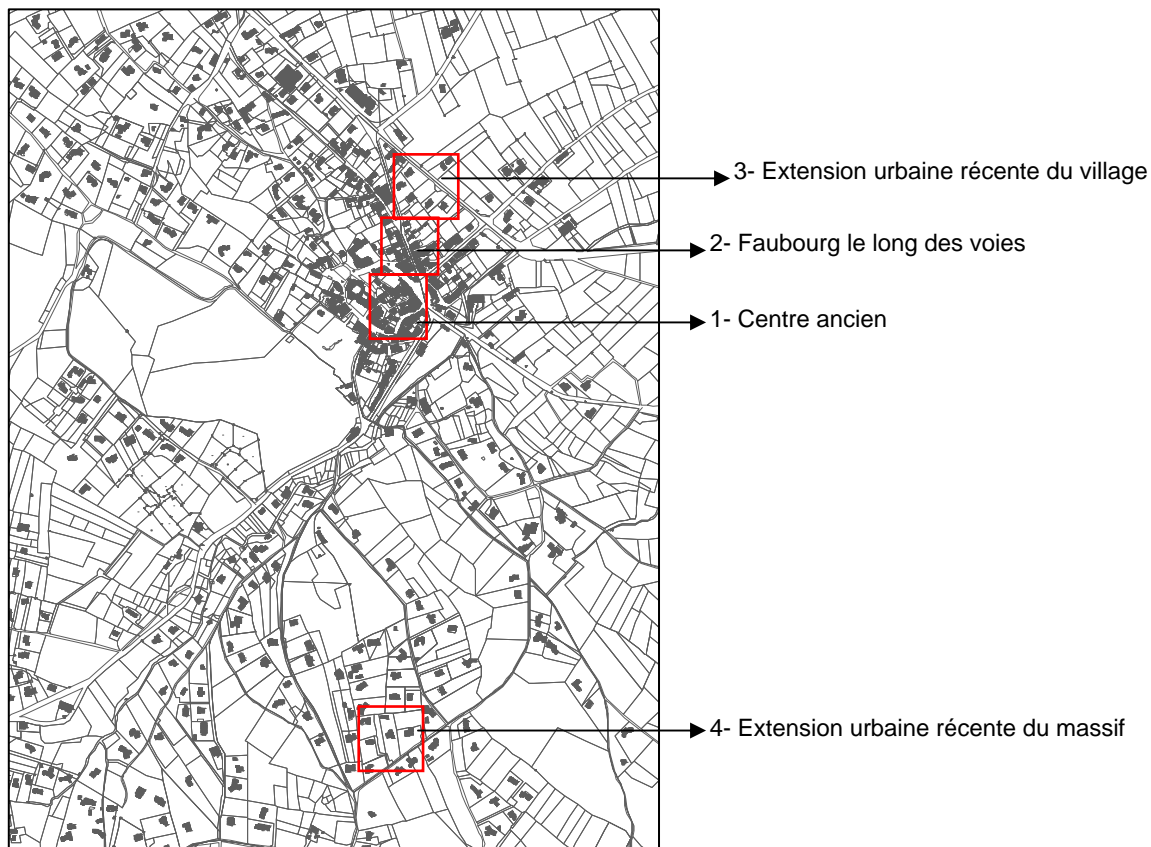 3- Extension urbaine récente du village
2- Faubourg le long des voies
1- Centre ancien
4- Extension urbaine récente du massif